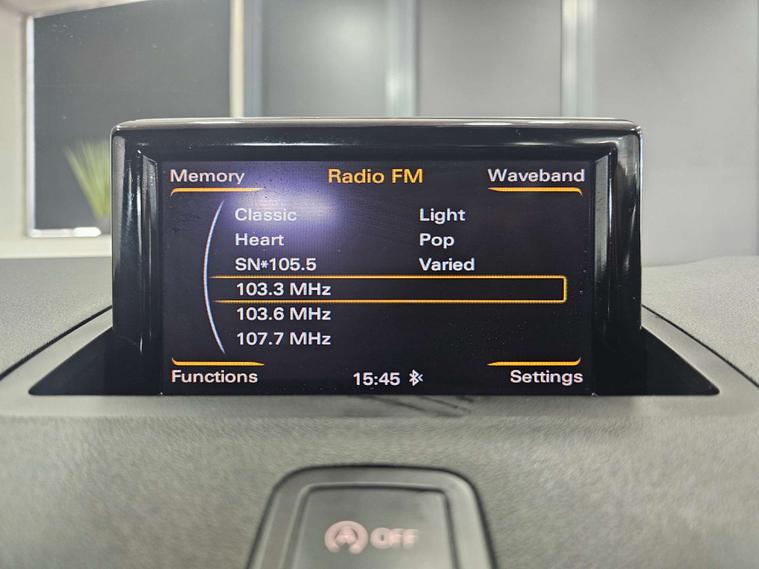 Memory Radio FM Waveband
Classic Light
Heart Pop
SN*105.5 Varied
103.3 MHz
103.6 MHz
107.7 MHz
Functions 15:45 Settings
A OFF